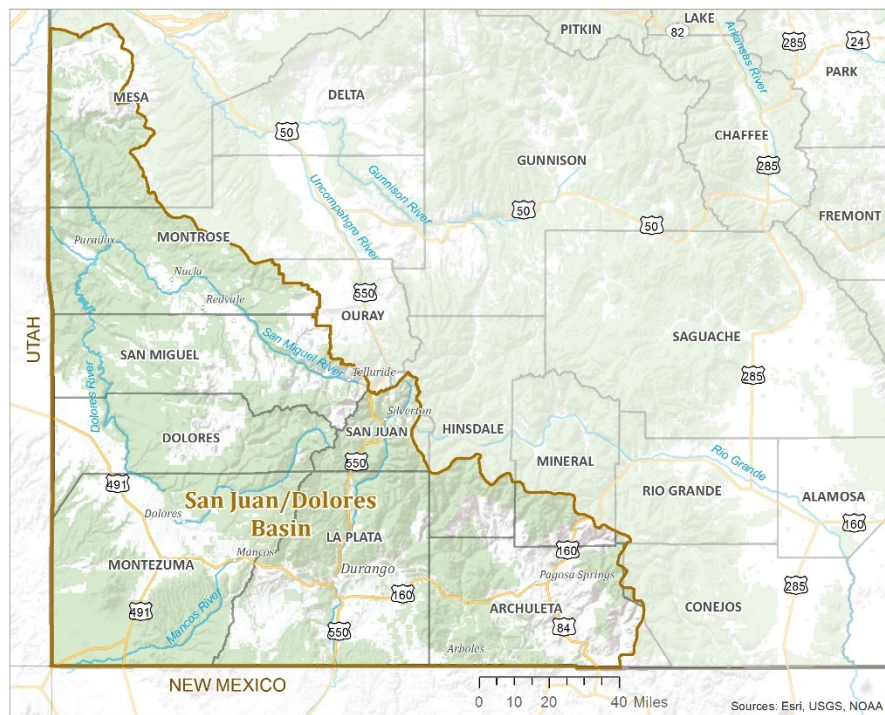 LAKE
PITKIN
82
285
24
Arkansas River
PARK
MESA
DELTA
CHAFFEE
50
GUNNISON
285
Gunnison River
Uncompahgre River
50
50
FREMONT
MONTROSE
Paradox
Nucla
Redvale
550
OURAY
UTAH
SAGUACHE
SAN MIGUEL
San Miguel River
Telluride
285
Dolores River
Silverton
DOLORES
SAN JUAN
HINSDALE
MINERAL
550
Rio Grande
491
RIO GRANDE
ALAMOSA
San Juan/Dolores
Basin
Dolores
160
LA PLATA
Mancos
160
MONTEZUMA
Durango
Pagosa Springs
160
285
CONEJOS
491
Mancos River
ARCHULETA
84
550
Arboles
NEW MEXICO
0 10 20 40 Miles
Sources: Esri, USGS, NOAA